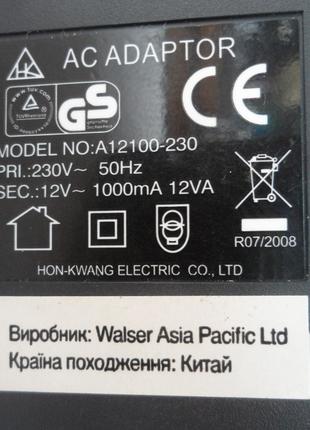 AC ADAPTOR
GS
MODEL NO:A12100-230
PRI.:230V~ 50Hz
SEC.:12V~ 1000mA 12VA
R07/2008
HON-KWANG ELECTRIC CO., LTD
Виробник: Walser Asia Pacific Ltd
Країна походження: Китай